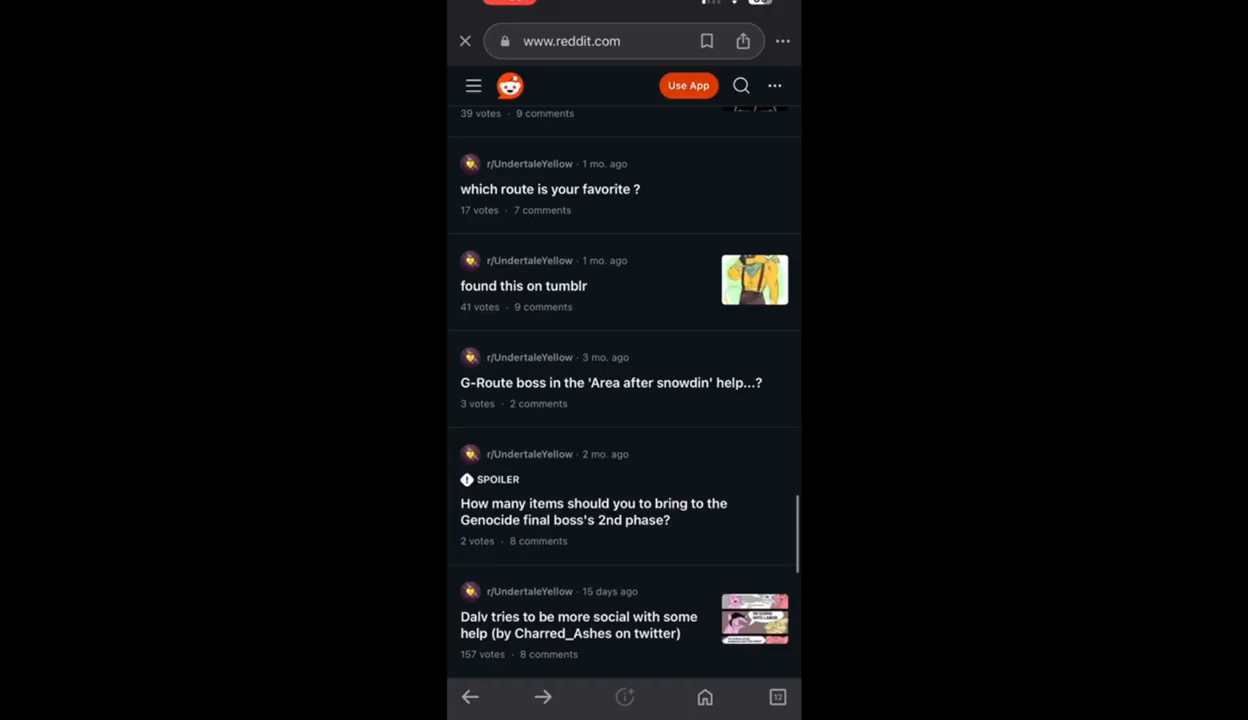 www.reddit.com
Use App
39 votes · 9 comments
r/UndertaleYellow · 1 mo. ago
which route is your favorite ?
17 votes · 7 comments
r/UndertaleYellow · 1 mo. ago
found this on tumblr
41 votes · 9 comments
r/UndertaleYellow · 3 mo. ago
G-Route boss in the 'Area after snowdin' help...?
3 votes · 2 comments
r/UndertaleYellow · 2 mo. ago
SPOILER
How many items should you to bring to the
Genocide final boss's 2nd phase?
2 votes · 8 comments
r/UndertaleYellow · 15 days ago
Dalv tries to be more social with some
help (by Charred_Ashes on twitter)
157 votes · 8 comments
12